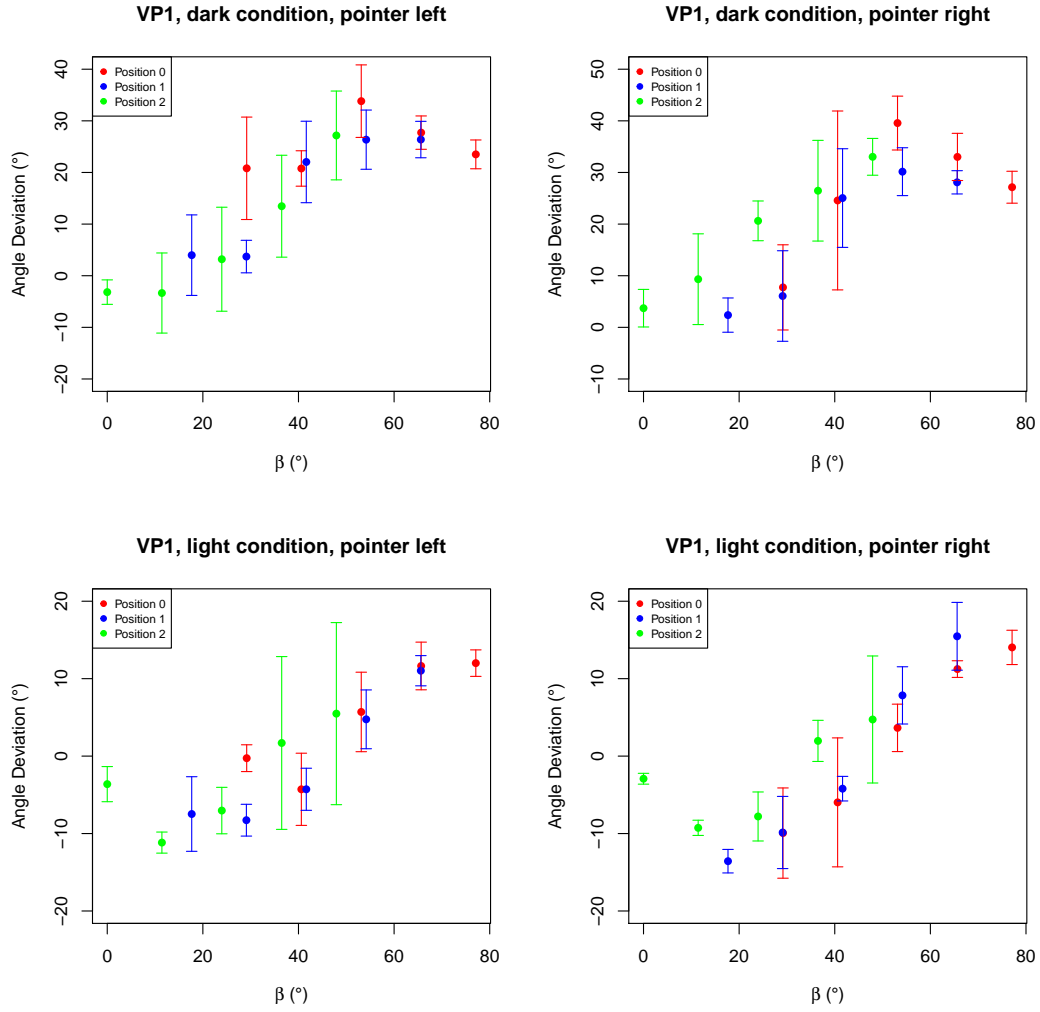 VP1, dark condition, pointer left
Position 0
Position 1
Position 2
Angle Deviation (°)
40
30
20
10
0
−10
−20
0 20 40 60 80
β (°)
VP1, dark condition, pointer right
Position 0
Position 1
Position 2
Angle Deviation (°)
50
40
30
20
10
0
−10
0 20 40 60 80
β (°)
VP1, light condition, pointer left
Position 0
Position 1
Position 2
Angle Deviation (°)
20
10
0
−10
−20
0 20 40 60 80
β (°)
VP1, light condition, pointer right
Position 0
Position 1
Position 2
Angle Deviation (°)
20
10
0
−10
−20
0 20 40 60 80
β (°)